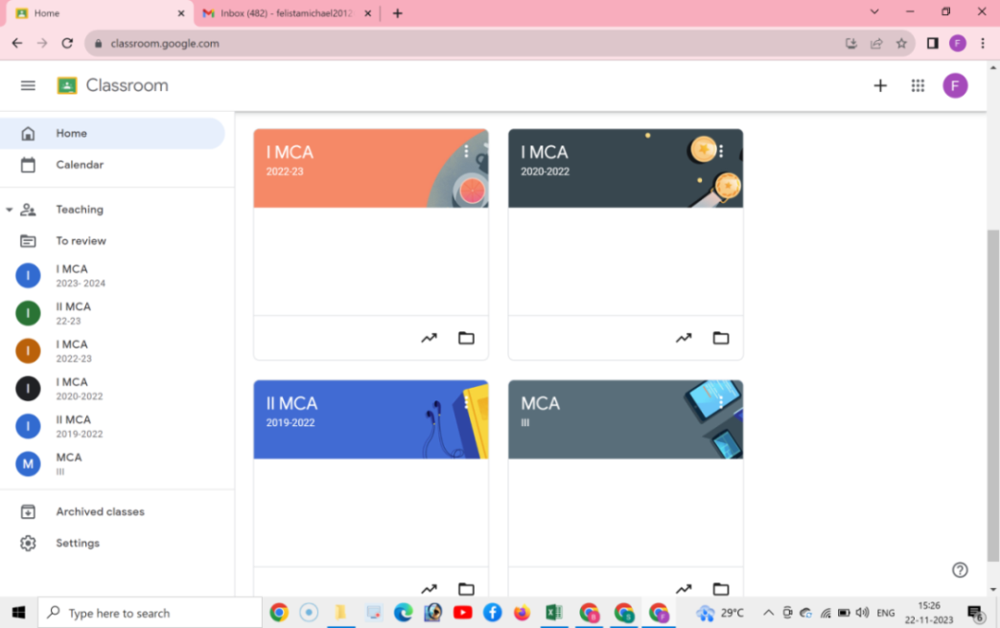 Home
Inbox (482) - felistamichael2012
classroom.google.com
F
Classroom
F
Home
Calendar
Teaching
To review
I
I MCA
2023- 2024
I
II MCA
22-23
I
I MCA
2022-23
I
I MCA
2020-2022
I
II MCA
2019-2022
M
MCA
III
Archived classes
Settings
I MCA
2022-23
I MCA
2020-2022
II MCA
2019-2022
MCA
III
Type here to search
29°C
ENG
15:26
22-11-2023
6